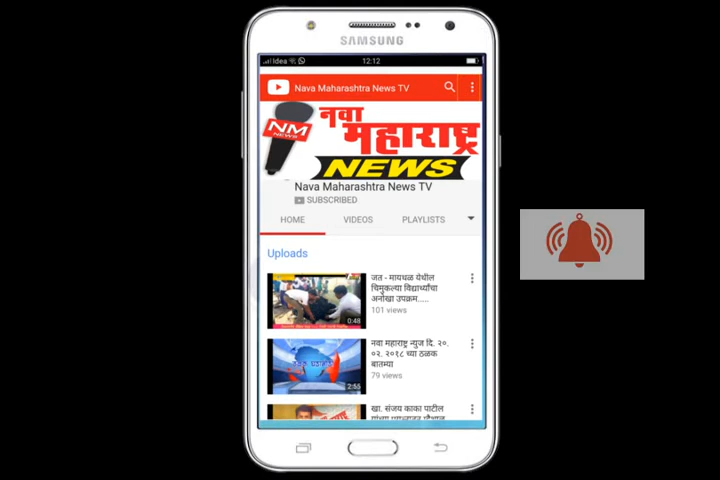 SAMSUNG
Idea
12:12
Nava Maharashtra News TV
NM
NEWS
नवा
महाराष्ट्र
NEWS
Nava Maharashtra News TV
SUBSCRIBED
HOME VIDEOS PLAYLISTS
Uploads
जत - मायथळ येथील
चिमुकल्या विद्यार्थ्यांचा
अनोखा उपक्रम.....
101 views
0:48
नवा महाराष्ट्र न्युज दि. २०.
०२. २०१८ च्या ठळक
बातम्या
79 views
2:55
खा. संजय काका पाटील